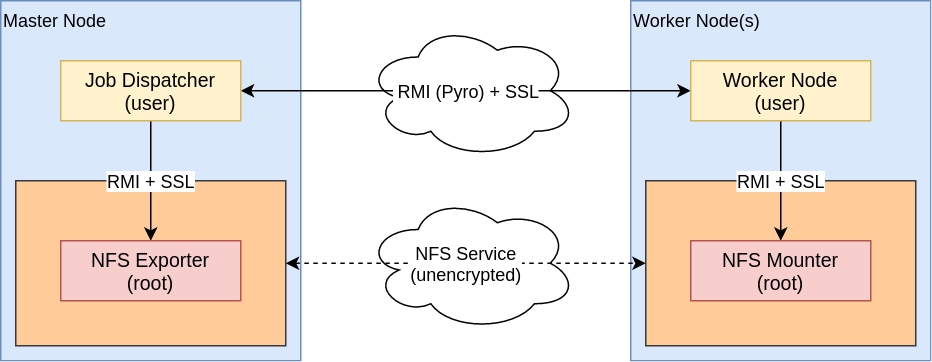 Master Node
Worker Node(s)
Job Dispatcher
(user)
RMI (Pyro) + SSL
Worker Node
(user)
RMI + SSL
RMI + SSL
NFS Exporter
(root)
NFS Service
(unencrypted)
NFS Mounter
(root)